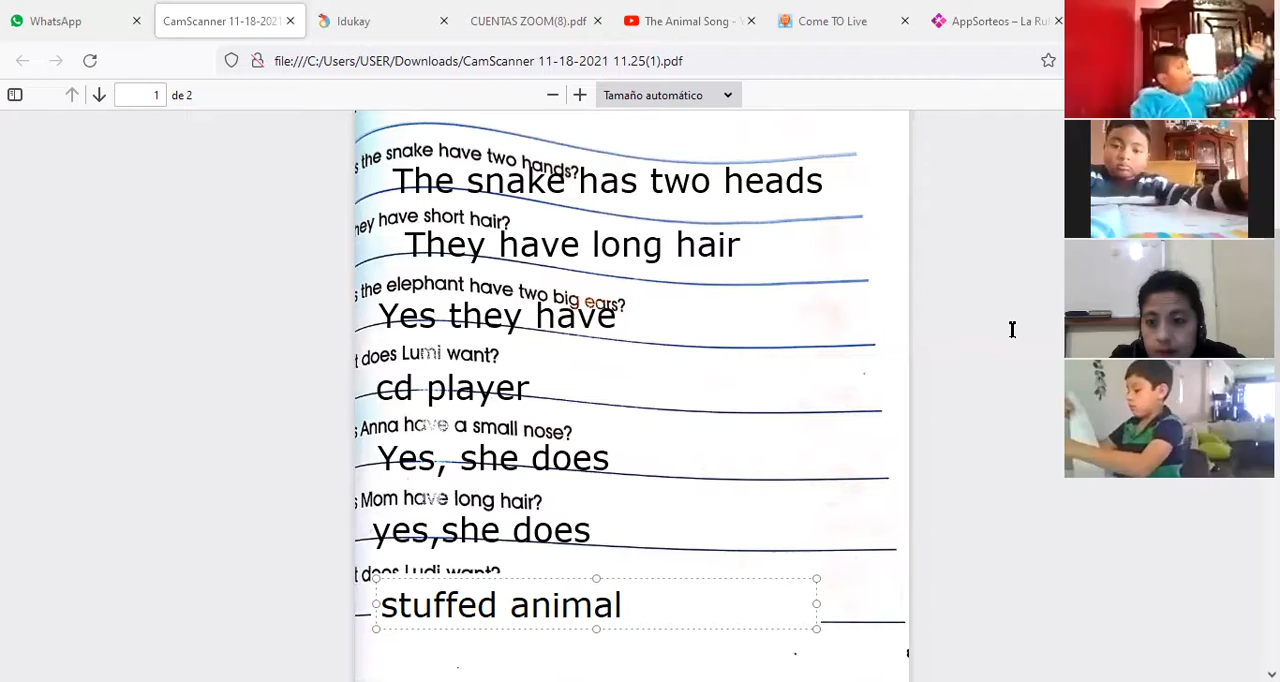 WhatsApp
CamScanner 11-18-2021
Idukay
CUENTAS ZOOM(8).pdf
The Animal Song -
Come TO Live
AppSorteos – La Ru
file:///C:/Users/USER/Downloads/CamScanner 11-18-2021 11.25(1).pdf
1 de 2
Tamaño automático
s the snake have two hands?
The snake has two heads
hey have short hair?
They have long hair
s the elephant have two big ears?
Yes they have
t does Lumi want?
cd player
s Anna have a small nose?
Yes, she does
s Mom have long hair?
yes,she does
t does Ludi want?
stuffed animal